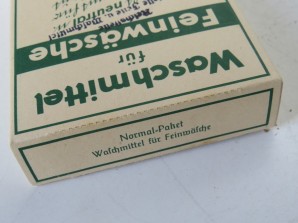 Waschmittel
für
Feinwäsche
Normal-Paket
Waschmittel für Feinwäsche